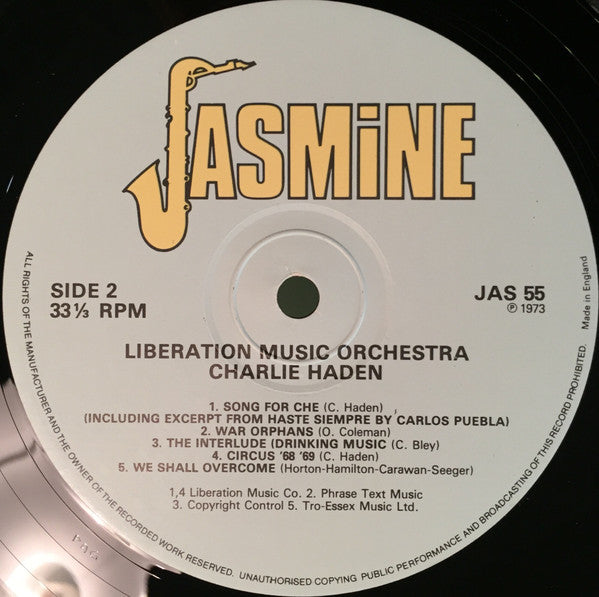 JASMiNE
SIDE 2
33⅓ RPM
JAS 55
Ⓟ 1973
Made in England
LIBERATION MUSIC ORCHESTRA
CHARLIE HADEN
1. SONG FOR CHE (C. Haden)
(INCLUDING EXCERPT FROM HASTE SIEMPRE BY CARLOS PUEBLA)
2. WAR ORPHANS (O. Coleman)
3. THE INTERLUDE (DRINKING MUSIC (C. Bley)
4. CIRCUS '68 '69 (C. Haden)
5. WE SHALL OVERCOME (Horton-Hamilton-Carawan-Seeger)
1,4 Liberation Music Co. 2. Phrase Text Music
3. Copyright Control 5. Tro-Essex Music Ltd.
ALL RIGHTS OF THE MANUFACTURER AND THE OWNER OF THE RECORDED WORK RESERVED. UNAUTHORISED COPYING PUBLIC PERFORMANCE AND BROADCASTING OF THIS RECORD PROHIBITED.